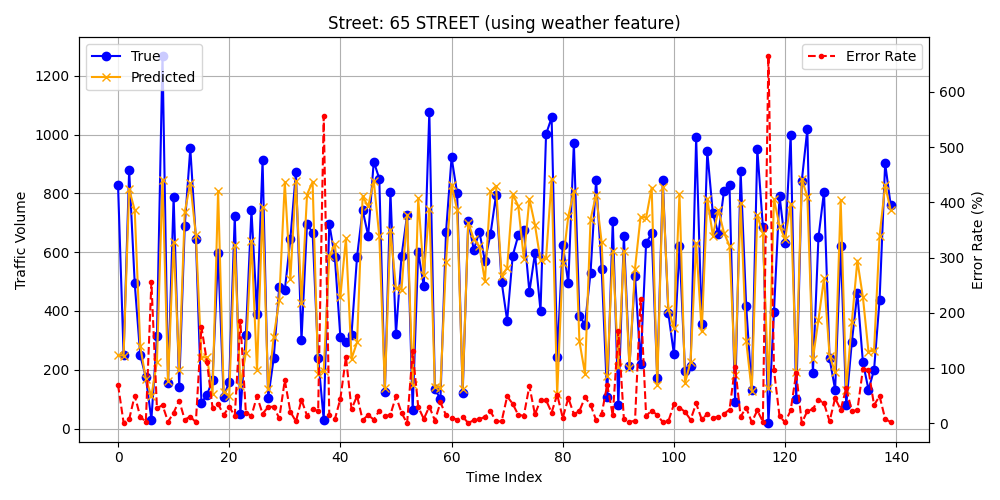 Street: 65 STREET (using weather feature)
True
Predicted
Error Rate
Traffic Volume
1200
1000
800
600
400
200
0
600
500
400
300
200
100
0
Error Rate (%)
0 20 40 60 80 100 120 140
Time Index